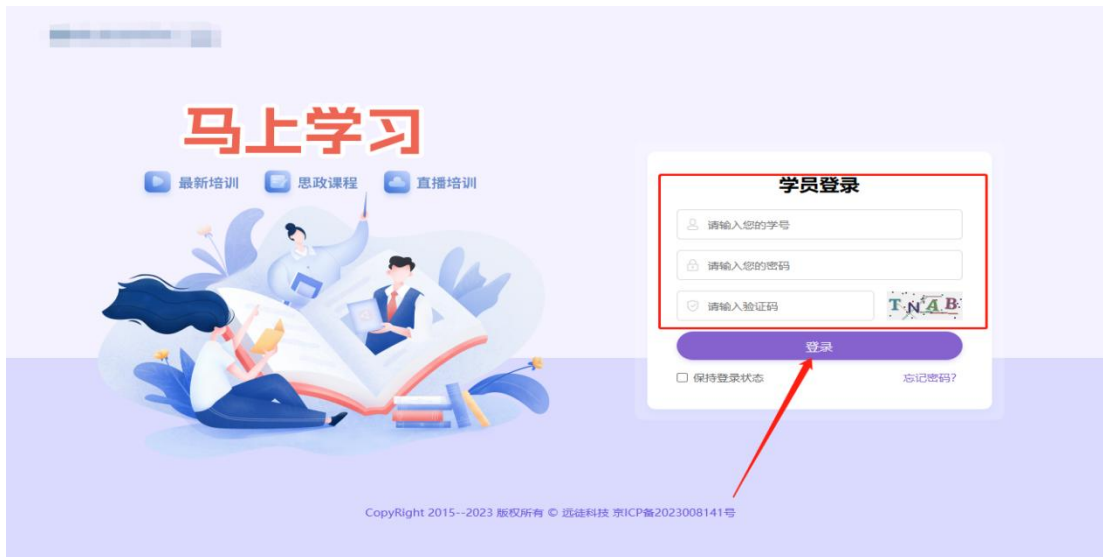 马上学习
最新培训 思政课程 直播培训
学员登录
请输入您的学号
请输入您的密码
请输入验证码 TNAB
登录
保持登录状态 忘记密码?
CopyRight 2015--2023 版权所有 © 远徒科技 京ICP备2023008141号